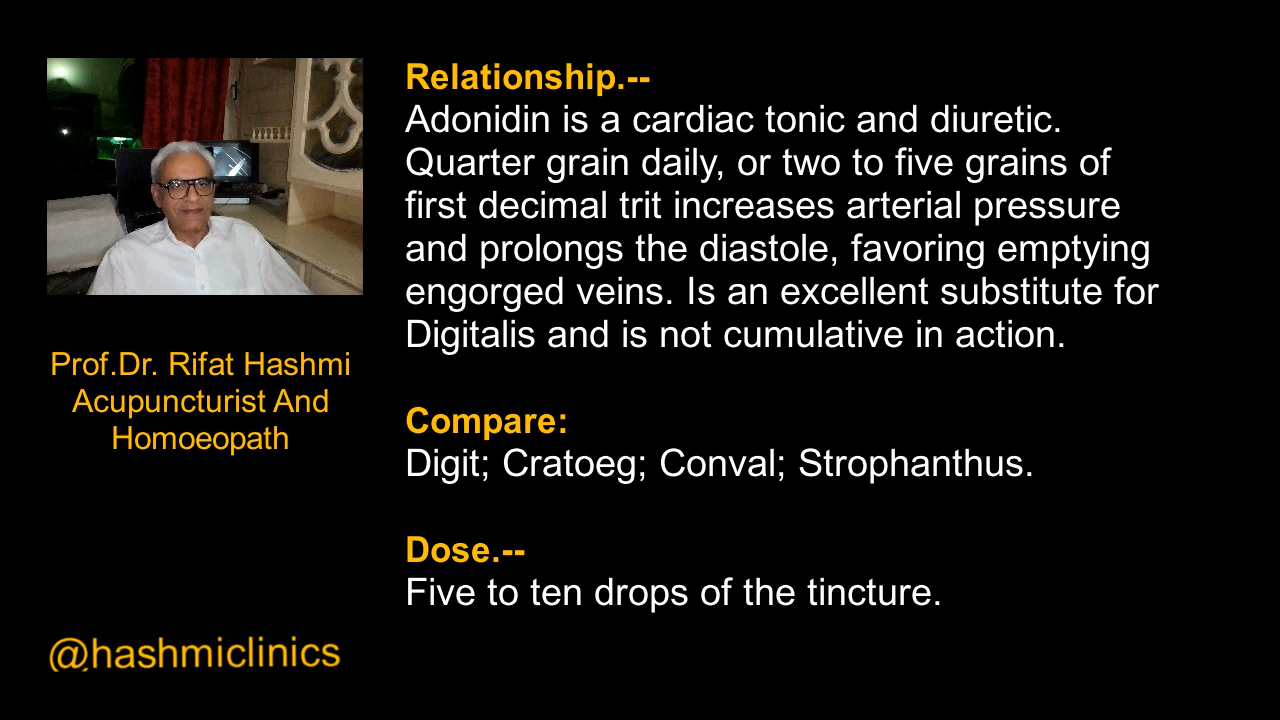 Prof.Dr. Rifat Hashmi
Acupuncturist And
Homoeopath
@hashmiclinics
Relationship.--
Adonidin is a cardiac tonic and diuretic.
Quarter grain daily, or two to five grains of
first decimal trit increases arterial pressure
and prolongs the diastole, favoring emptying
engorged veins. Is an excellent substitute for
Digitalis and is not cumulative in action.
Compare:
Digit; Cratoeg; Conval; Strophanthus.
Dose.--
Five to ten drops of the tincture.